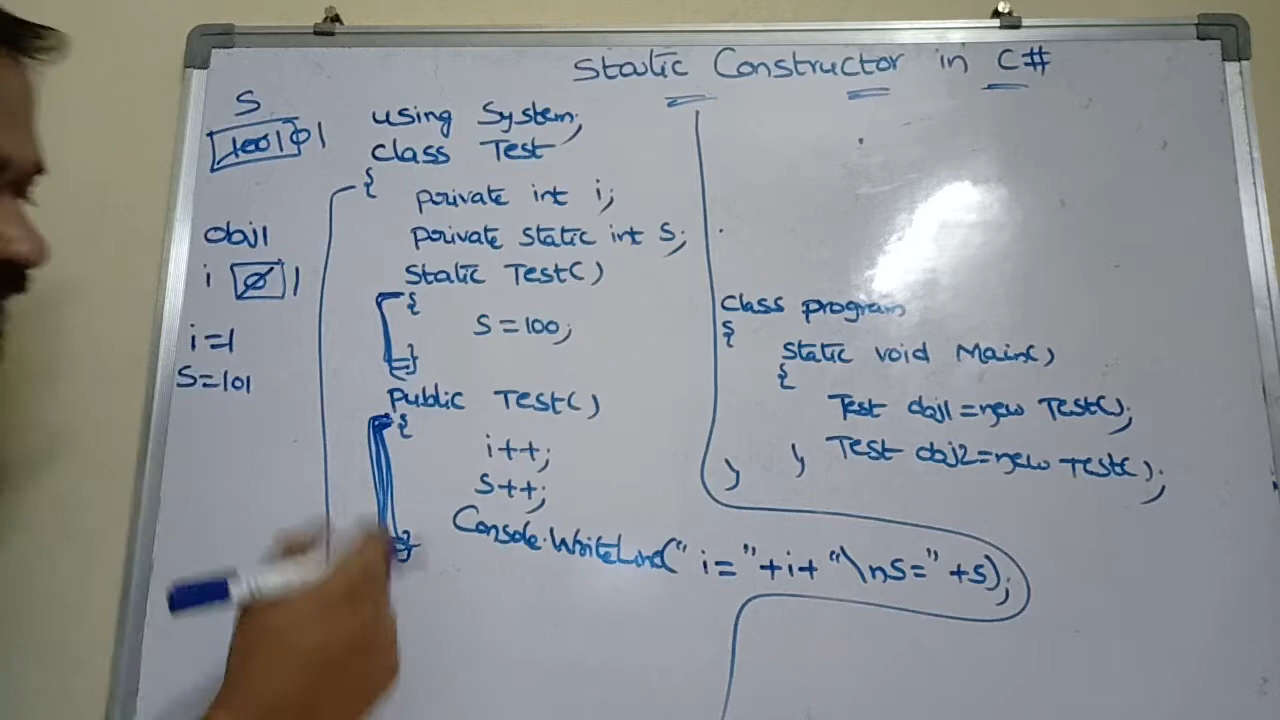 Static Constructor in C#
S
100 101
obj1
i 0 1
i=1
S=101
using System;
class Test
{
private int i;
private static int S;
Static Test()
{
S=100;
}
Public Test()
{
i++;
S++;
Console.WriteLine("i="+i+"\nS="+S);
}
class program
{
Static void Main()
{
Test obj1=new Test();
Test obj2=new Test();
}
}